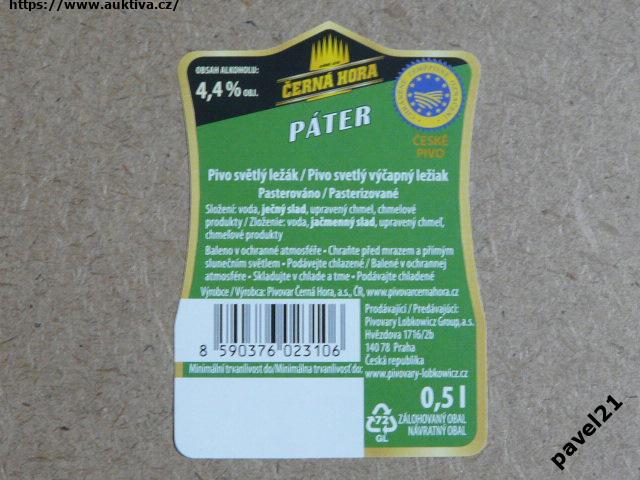 https://www.auktiva.cz/
OBSAH ALKOHOLU:
4,4% OBJ.
ČERNÁ HORA
PÁTER
CHRÁNĚNÉ ZEMĚPISNÉ OZNAČENÍ
ČESKÉ
PIVO
Pivo světlý ležák / Pivo svetlý výčapný ležiak
Pasterováno / Pasterizované
Složení: voda, ječný slad, upravený chmel, chmelové
produkty / Zloženie: voda, jačmenný slad, upravený chmeľ,
chmeľové produkty
Baleno v ochranné atmosféře • Chraňte před mrazem a přímým
slunečním světlem • Podávejte chlazené / Balené v ochrannej
atmosfére • Skladujte v chlade a tme • Podávajte chladené
Výrobce / Výrobca: Pivovar Černá Hora, a.s., ČR, www.pivovarcernahora.cz
8 590376 023106
Prodávající / Predávajúci:
Pivovary Lobkowicz Group, a.s.
Hvězdova 1716/2b
140 78 Praha
Česká republika
www.pivovary-lobkowicz.cz
Minimální trvanlivost do/Minimálna trvanlivosť do:
0,5 l
72
GL
ZÁLOHOVANÝ OBAL
NÁVRATNÝ OBAL
pavel21